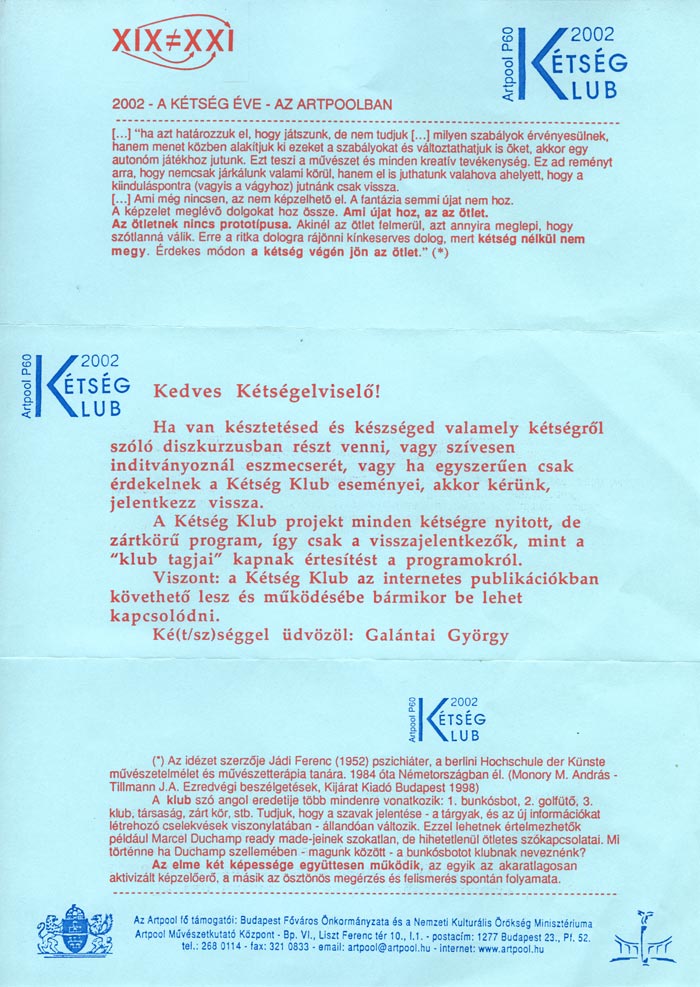 XIX≠XXI
Artpool P60
2002
KÉTSÉG
KLUB
2002 - A KÉTSÉG ÉVE - AZ ARTPOOLBAN
[...] "ha azt határozzuk el, hogy játszunk, de nem tudjuk [...] milyen szabályok érvényesülnek,
hanem menet közben alakítjuk ki ezeket a szabályokat és változtathatjuk is őket, akkor egy
autonóm játékhoz jutunk. Ezt teszi a művészet és minden kreatív tevékenység. Ez ad reményt
arra, hogy nemcsak járkálunk valami körül, hanem el is juthatunk valahova ahelyett, hogy a
kiinduláspontra (vagyis a vágyhoz) jutnánk csak vissza.
[...] Ami még nincsen, az nem képzelhető el. A fantázia semmi újat nem hoz.
A képzelet meglévő dolgokat hoz össze. Ami újat hoz, az az ötlet.
Az ötletnek nincs prototípusa. Akinél az ötlet felmerül, azt annyira meglepi, hogy
szótlanná válik. Erre a ritka dologra rájönni kínkeserves dolog, mert kétség nélkül nem
megy. Érdekes módon a kétség végén jön az ötlet." (*)
Artpool P60
2002
KÉTSÉG
KLUB
Kedves Kétségelviselő!
Ha van késztetésed és készséged valamely kétségről
szóló diszkurzusban részt venni, vagy szívesen
indítványoznál eszmecserét, vagy ha egyszerűen csak
érdekelnek a Kétség Klub eseményei, akkor kérünk,
jelentkezz vissza.
A Kétség Klub projekt minden kétségre nyitott, de
zártkörű program, így csak a visszajelentkezők, mint a
"klub tagjai" kapnak értesítést a programokról.
Viszont: a Kétség Klub az internetes publikációkban
követhető lesz és működésébe bármikor be lehet
kapcsolódni.
Ké(t/sz)séggel üdvözöl: Galántai György
Artpool P60
2002
KÉTSÉG
KLUB
(*) Az idézet szerzője Jádi Ferenc (1952) pszichiáter, a berlini Hochschule der Künste
művészetelmélet és művészetterápia tanára. 1984 óta Németországban él. (Monory M. András -
Tillmann J.A. Ezredvégi beszélgetések, Kijárat Kiadó Budapest 1998)
A klub szó angol eredetije több mindenre vonatkozik: 1. bunkósbot, 2. golfütő, 3.
klub, társaság, zárt kör, stb. Tudjuk, hogy a szavak jelentése - a tárgyak, és az új információkat
létrehozó cselekvések viszonylatában - állandóan változik. Ezzel lehetnek értelmezhetők
például Marcel Duchamp ready made-jeinek szokatlan, de hihetetlenül ötletes szókapcsolatai. Mi
történne ha Duchamp szellemében - magunk között - a bunkósbotot klubnak neveznénk?
Az elme két képessége együttesen működik, az egyik az akaratlagosan
aktivizált képzelőerő, a másik az ösztönös megérzés és felismerés spontán folyamata.
Az Artpool fő támogatói: Budapest Főváros Önkormányzata és a Nemzeti Kulturális Örökség Minisztériuma
Artpool Művészetkutató Központ - Bp. VI., Liszt Ferenc tér 10., I.1. - postacím: 1277 Budapest 23., Pf. 52.
tel.: 268 0114 - fax: 321 0833 - email: artpool@artpool.hu - internet: www.artpool.hu